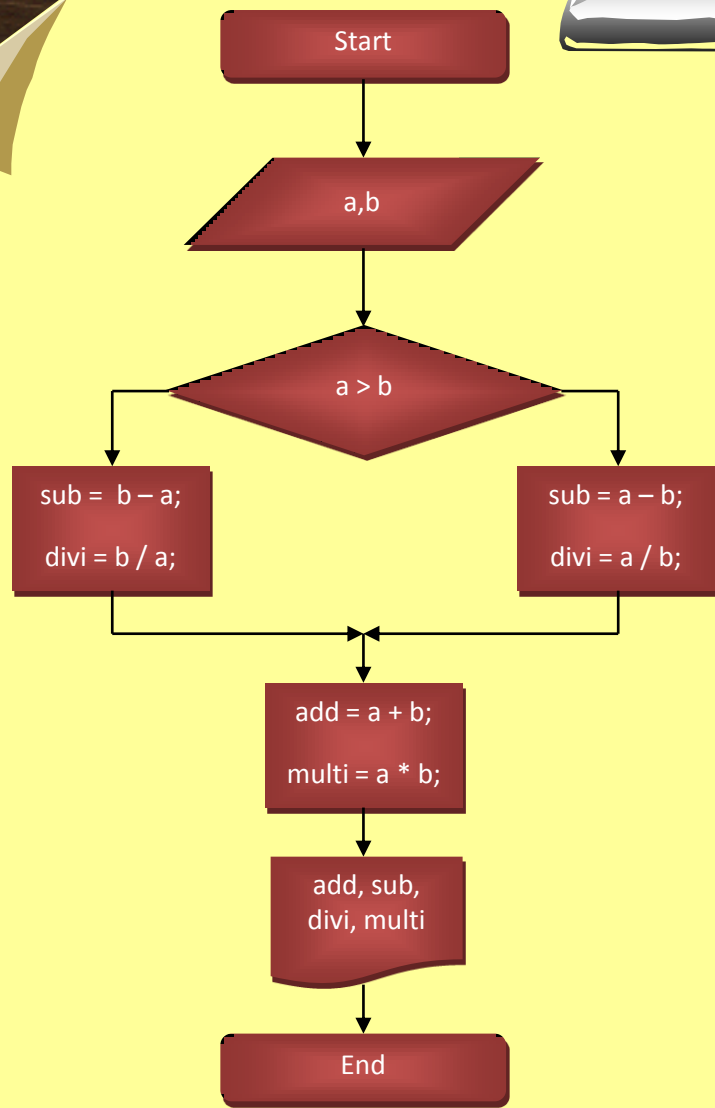 Start
a,b
a > b
sub =  b – a;
divi = b / a;
sub = a – b;
divi = a / b;
add = a + b;
multi = a * b;
add, sub,
divi, multi
End